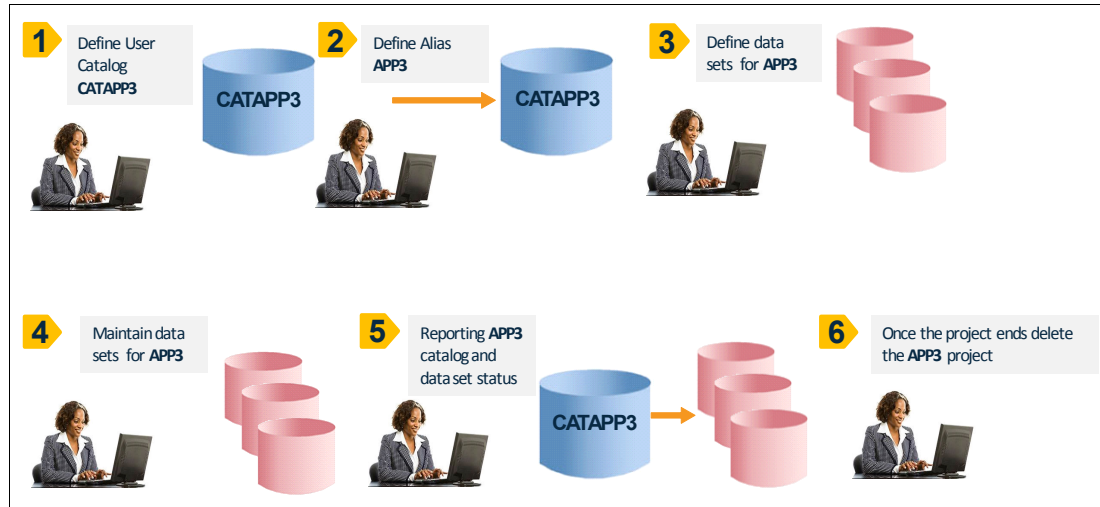 1
Define User
Catalog
CATAPP3
CATAPP3
2
Define Alias
APP3
CATAPP3
3
Define data
sets for APP3
4
Maintain data
sets for APP3
5
Reporting APP3
catalog and
data set status
CATAPP3
6
Once the project ends delete
the APP3 project